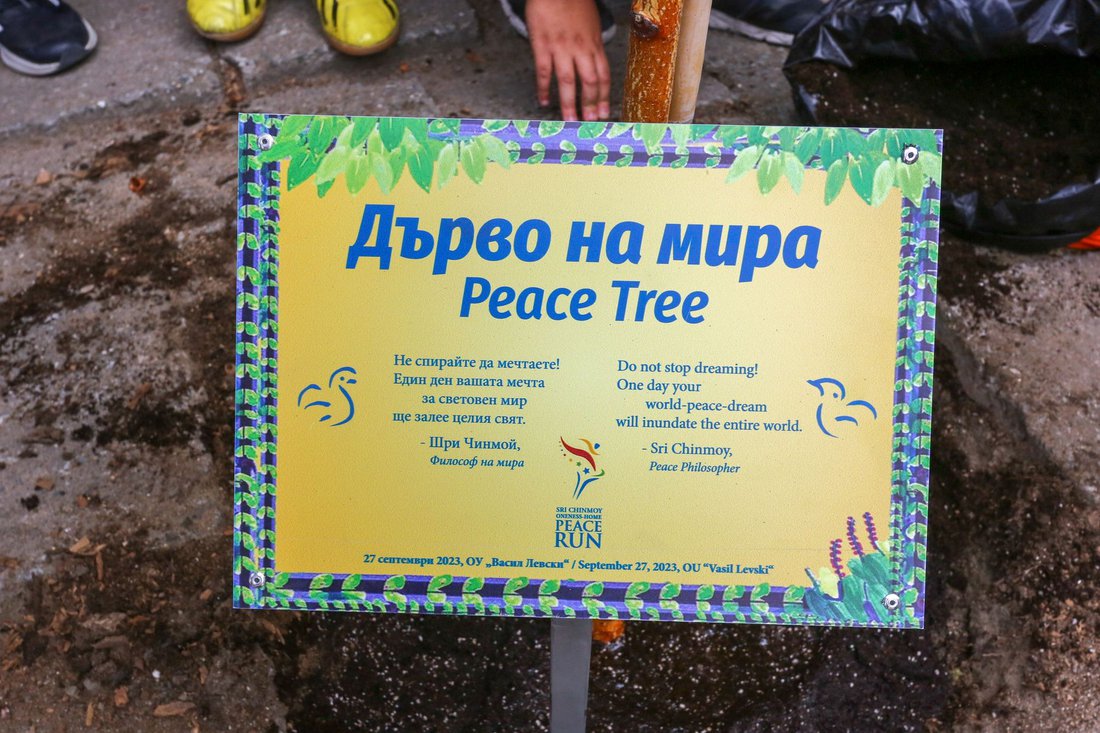 Дърво на мира
Peace Tree
Не спирайте да мечтаете!
Един ден вашата мечта
за световен мир
ще залее целия свят.
- Шри Чинмой,
Философ на мира
Do not stop dreaming!
One day your
world-peace-dream
will inundate the entire world.
- Sri Chinmoy,
Peace Philosopher
SRI CHINMOY
ONENESS-HOME
PEACE
RUN
27 септември 2023, ОУ „Васил Левски“ / September 27, 2023, OU “Vasil Levski“